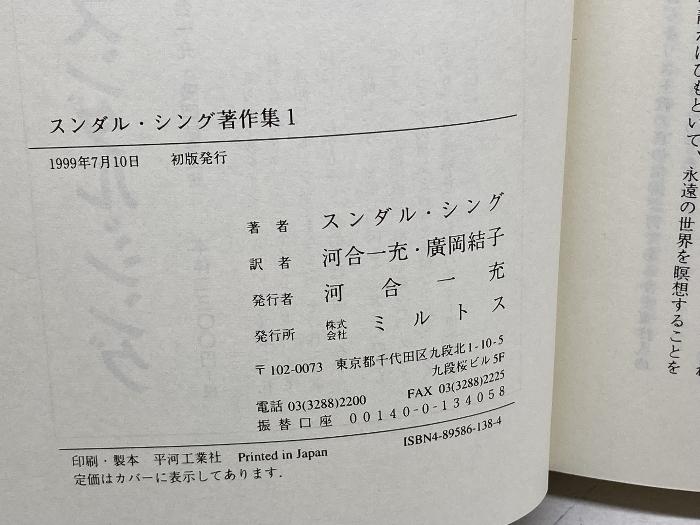 スンダル・シング著作集1
1999年7月10日 初版発行
著者 スンダル・シング
訳者 河合一充・廣岡結子
発行者 河合一充
発行所 株式会社 ミルトス
〒102-0073 東京都千代田区九段北1-10-5
九段桜ビル5F
電話 03(3288)2200 FAX 03(3288)2225
振替口座 00140-0-134058
ISBN4-89586-138-4
印刷・製本 平河工業社 Printed in Japan
定価はカバーに表示してあります.
ひもといて、永遠の世界を瞑想することを